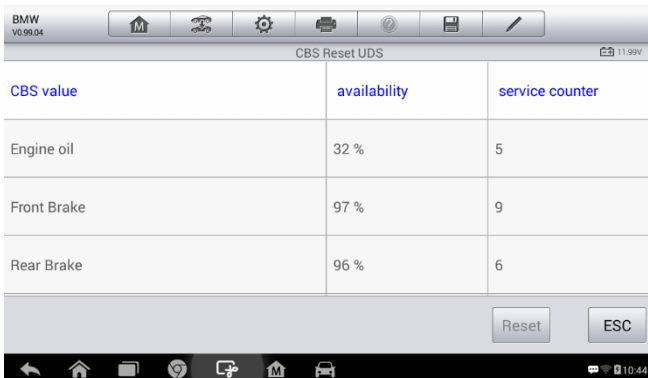 BMW
V0.99.04
CBS Reset UDS
11.99V
CBS value availability service counter
Engine oil 32 % 5
Front Brake 97 % 9
Rear Brake 96 % 6
Reset ESC
10:44